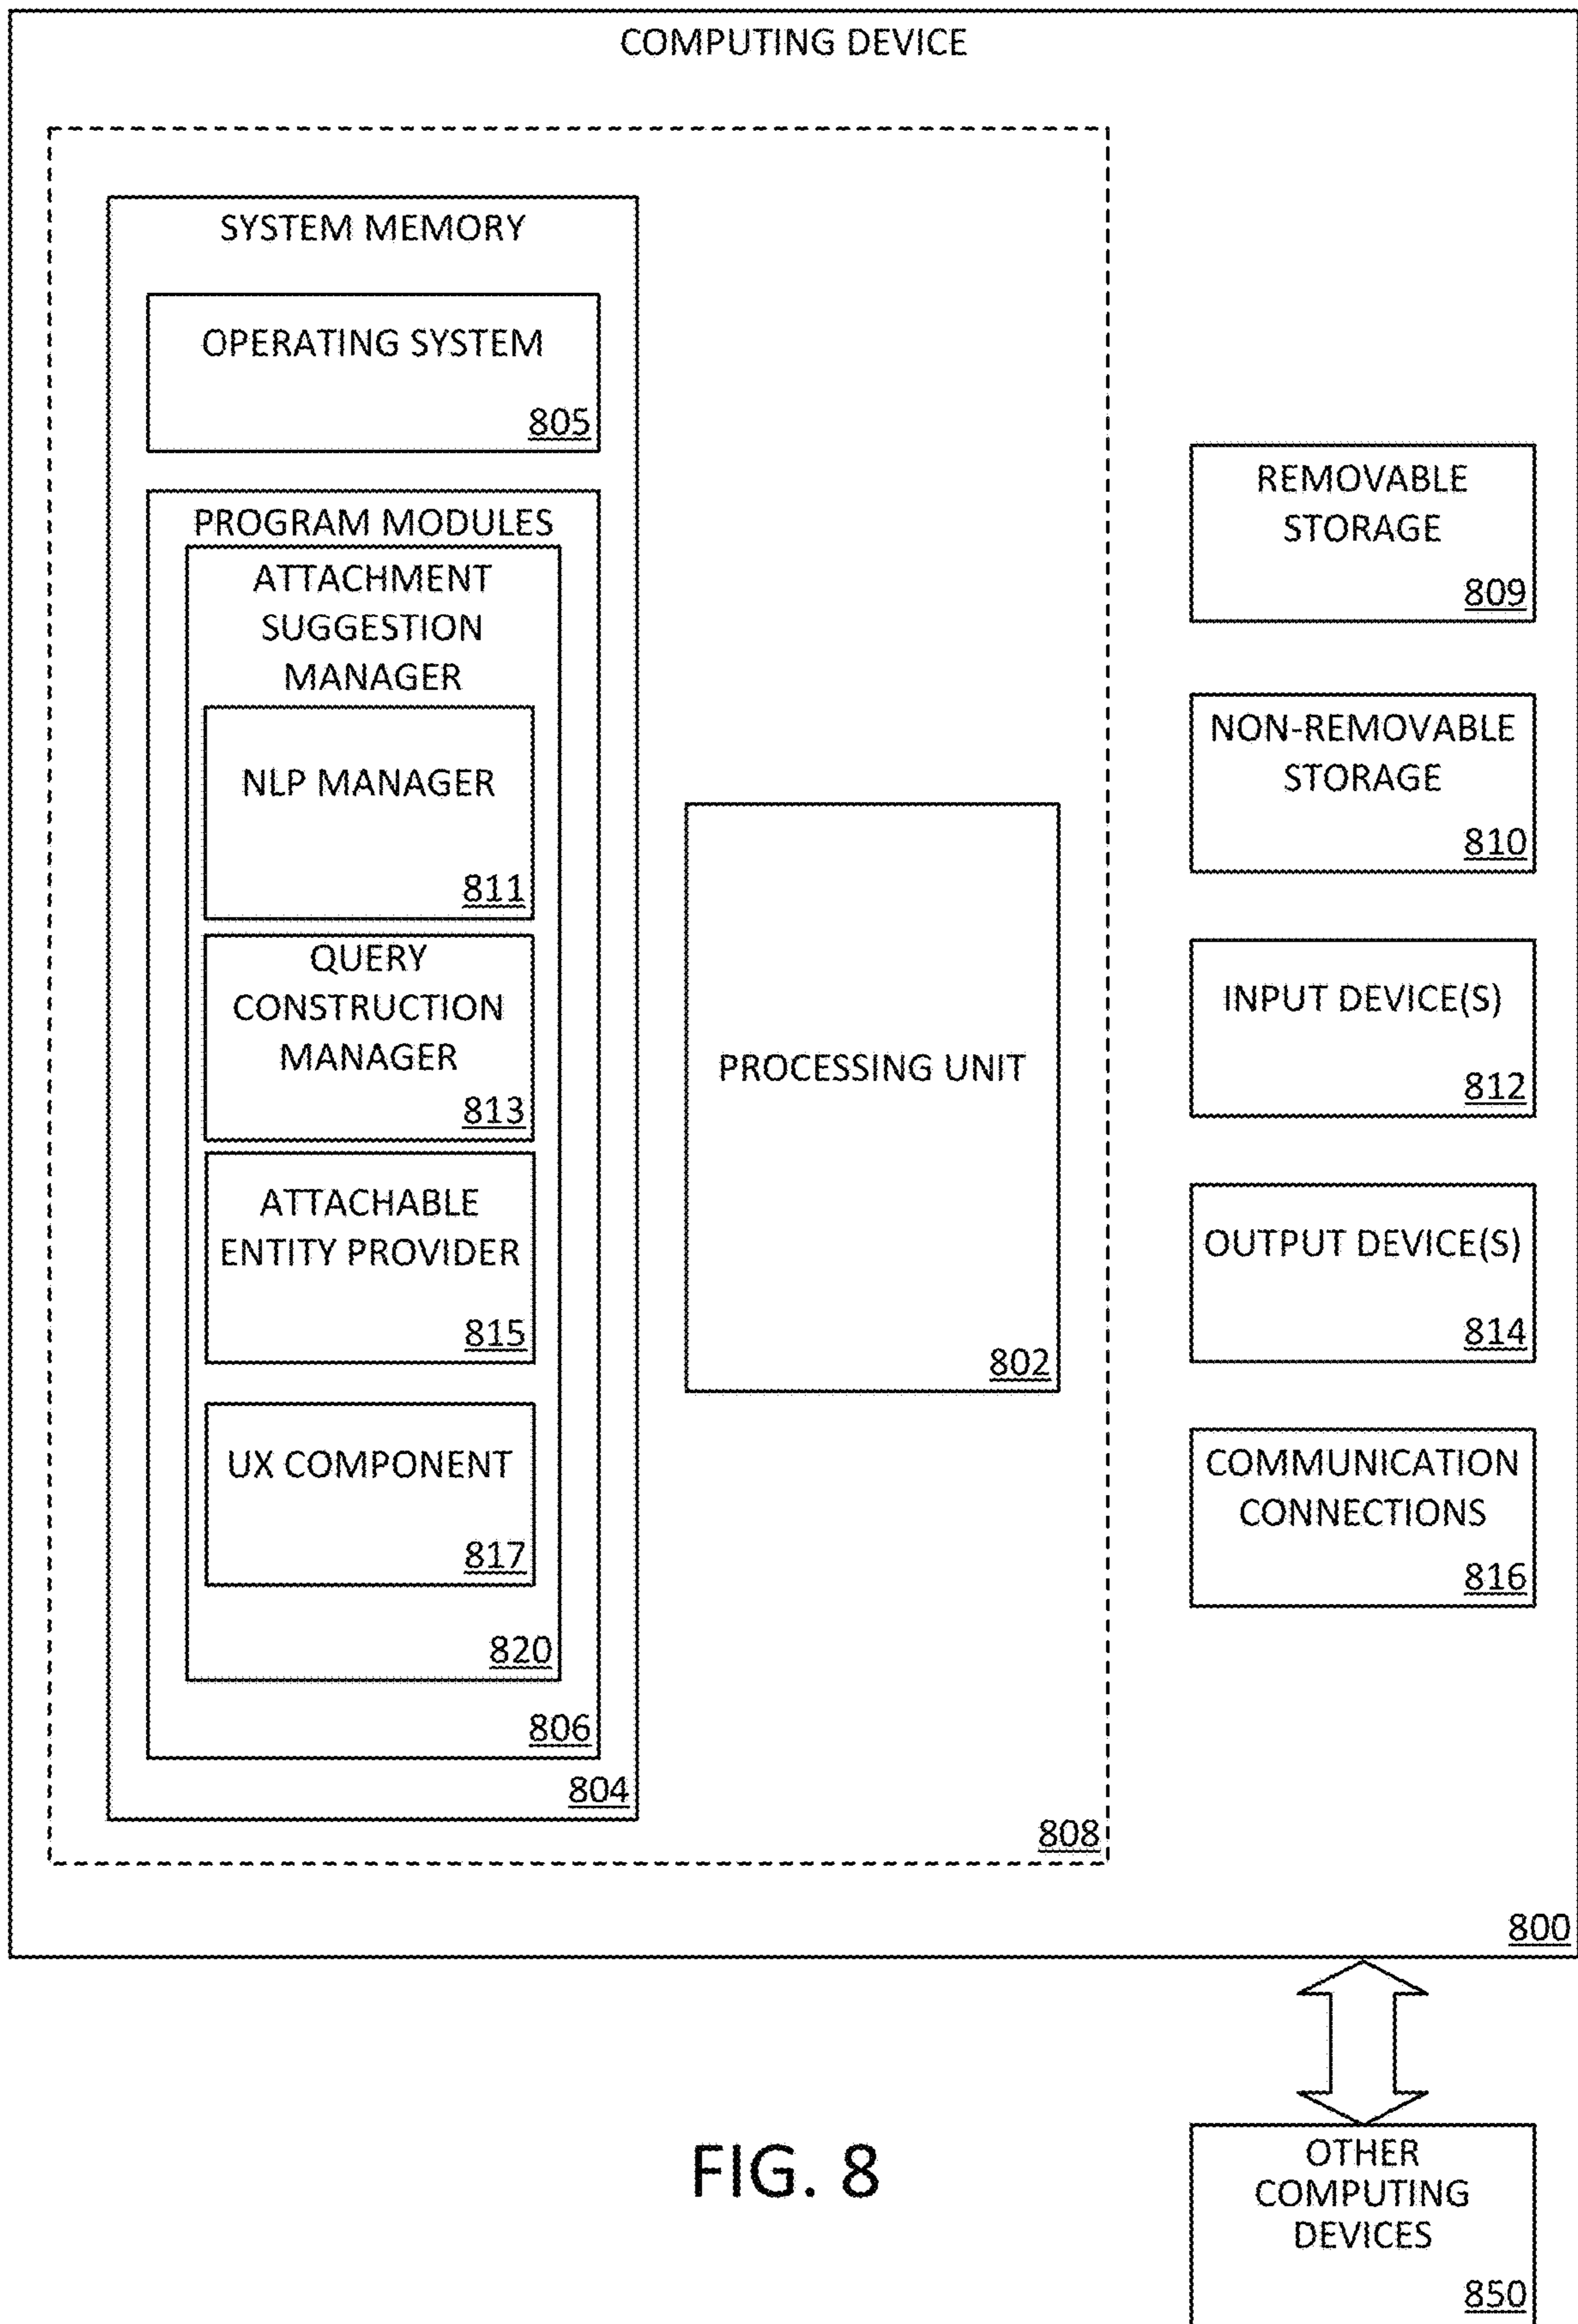 COMPUTING DEVICE
SYSTEM MEMORY
OPERATING SYSTEM
805
PROGRAM MODULES
ATTACHMENT
SUGGESTION
MANAGER
NLP MANAGER
811
QUERY
CONSTRUCTION
MANAGER
813
ATTACHABLE
ENTITY PROVIDER
815
UX COMPONENT
817
820
806
804
PROCESSING UNIT
802
808
REMOVABLE
STORAGE
809
NON-REMOVABLE
STORAGE
810
INPUT DEVICE(S)
812
OUTPUT DEVICE(S)
814
COMMUNICATION
CONNECTIONS
816
800
OTHER
COMPUTING
DEVICES
850
FIG. 8